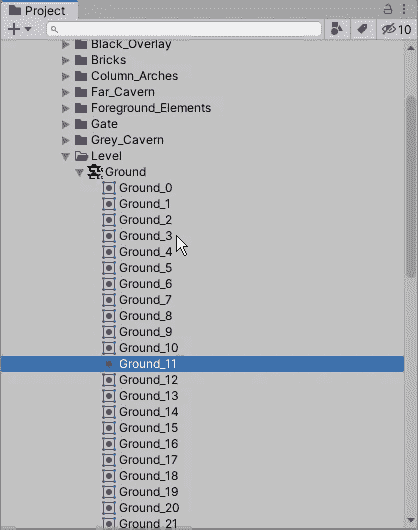 Project
10
Black_Overlay
Bricks
Column_Arches
Far_Cavern
Foreground_Elements
Gate
Grey_Cavern
Level
Ground
Ground_0
Ground_1
Ground_2
Ground_3
Ground_4
Ground_5
Ground_6
Ground_7
Ground_8
Ground_9
Ground_10
Ground_11
Ground_12
Ground_13
Ground_14
Ground_15
Ground_16
Ground_17
Ground_18
Ground_19
Ground_20
Ground_21